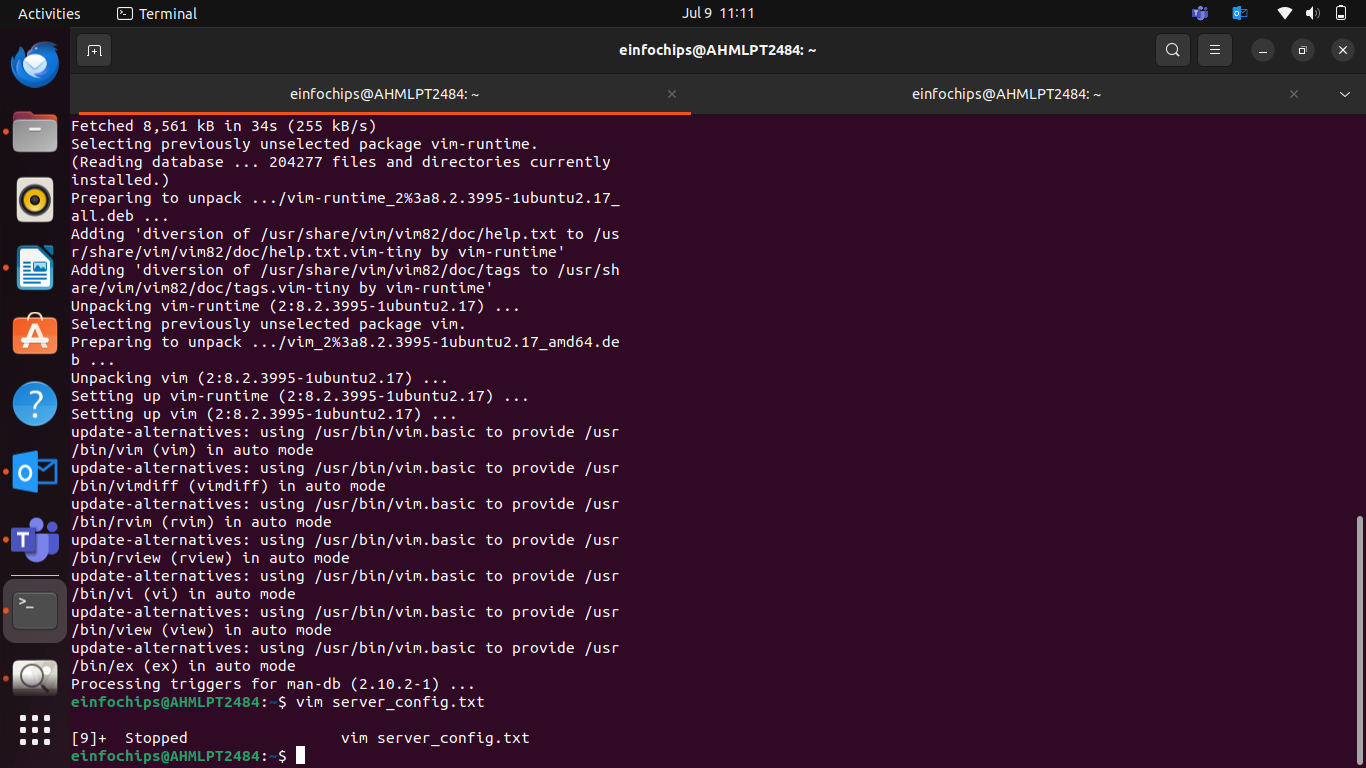 Activities
Terminal
Jul 9 11:11
einfochips@AHMLPT2484: ~
einfochips@AHMLPT2484: ~
einfochips@AHMLPT2484: ~
Fetched 8,561 kB in 34s (255 kB/s)
Selecting previously unselected package vim-runtime.
(Reading database ... 204277 files and directories currently
installed.)
Preparing to unpack .../vim-runtime_2%3a8.2.3995-1ubuntu2.17_
all.deb ...
Adding 'diversion of /usr/share/vim/vim82/doc/help.txt to /us
r/share/vim/vim82/doc/help.txt.vim-tiny by vim-runtime'
Adding 'diversion of /usr/share/vim/vim82/doc/tags to /usr/sh
are/vim/vim82/doc/tags.vim-tiny by vim-runtime'
Unpacking vim-runtime (2:8.2.3995-1ubuntu2.17) ...
Selecting previously unselected package vim.
Preparing to unpack .../vim_2%3a8.2.3995-1ubuntu2.17_amd64.de
b ...
Unpacking vim (2:8.2.3995-1ubuntu2.17) ...
Setting up vim-runtime (2:8.2.3995-1ubuntu2.17) ...
Setting up vim (2:8.2.3995-1ubuntu2.17) ...
update-alternatives: using /usr/bin/vim.basic to provide /usr
/bin/vim (vim) in auto mode
update-alternatives: using /usr/bin/vim.basic to provide /usr
/bin/vimdiff (vimdiff) in auto mode
update-alternatives: using /usr/bin/vim.basic to provide /usr
/bin/rvim (rvim) in auto mode
update-alternatives: using /usr/bin/vim.basic to provide /usr
/bin/rview (rview) in auto mode
update-alternatives: using /usr/bin/vim.basic to provide /usr
/bin/vi (vi) in auto mode
update-alternatives: using /usr/bin/vim.basic to provide /usr
/bin/view (view) in auto mode
update-alternatives: using /usr/bin/vim.basic to provide /usr
/bin/ex (ex) in auto mode
Processing triggers for man-db (2.10.2-1) ...
einfochips@AHMLPT2484:~$ vim server_config.txt
[9]+  Stopped                 vim server_config.txt
einfochips@AHMLPT2484:~$